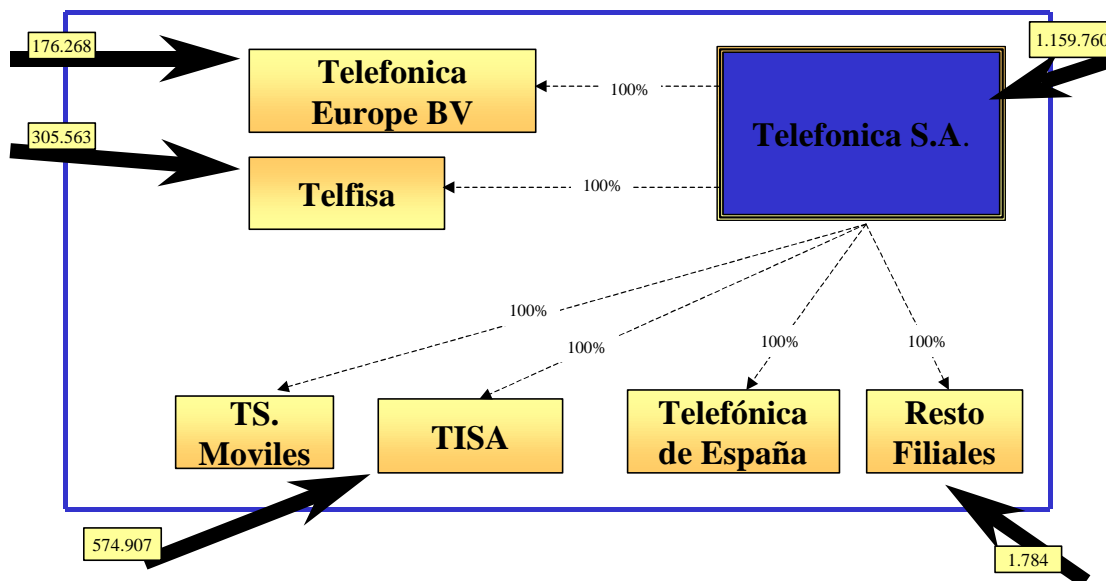 176.268
1.159.760
Telefonica
Europe BV
100%
Telefonica S.A.
305.563
Telfisa
100%
100%
100%
100%
100%
TS.
Moviles
TISA
Telefónica
de España
Resto
Filiales
574.907
1.784